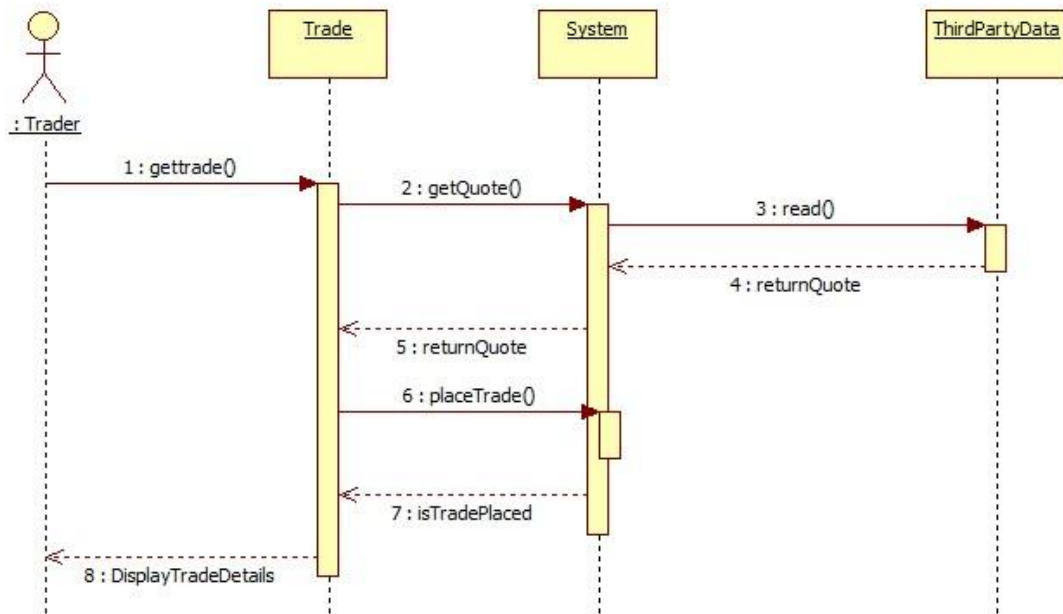 Trade
System
ThirdPartyData
: Trader
1 : gettrade()
2 : getQuote()
3 : read()
4 : returnQuote
5 : returnQuote
6 : placeTrade()
7 : isTradePlaced
8 : DisplayTradeDetails